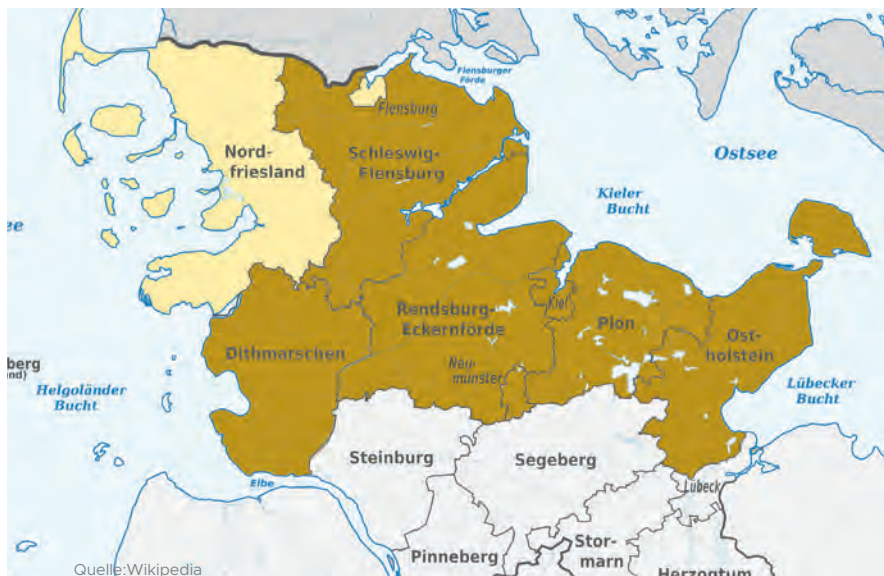 Flensburger
Förde
Flensburg
Nord-
friesland
Schleswig-
Flensburg
Ostsee
Kieler
Bucht
ee
Kiel
Rendsburg-
Eckernförde
Plön
Ost-
holstein
Dithmarschen
Neu-
münster
berg
and)
Helgoländer
Bucht
Lübecker
Bucht
Steinburg
Segeberg
Elbe
Lübeck
Stor-
marn
Pinneberg
Herzogtum
Quelle:Wikipedia